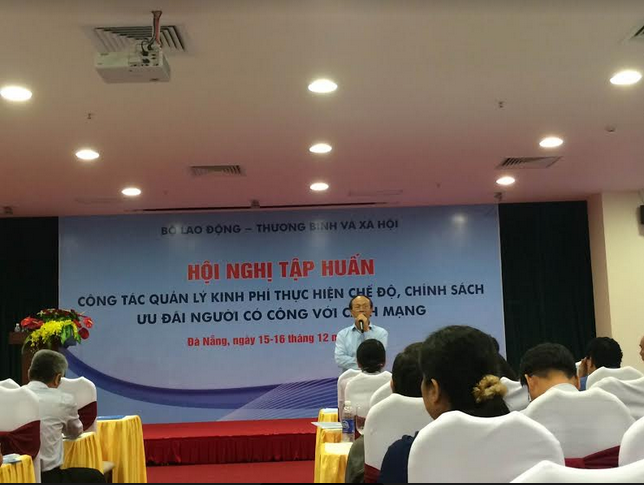 BỘ LAO ĐỘNG – THƯƠNG BINH VÀ XÃ HỘI
HỘI NGHỊ TẬP HUẤN
CÔNG TÁC QUẢN LÝ KINH PHÍ THỰC HIỆN CHẾ ĐỘ, CHÍNH SÁCH
ƯU ĐÃI NGƯỜI CÓ CÔNG VỚI CÁCH MẠNG
Đà Nẵng, ngày 15-16 tháng 12